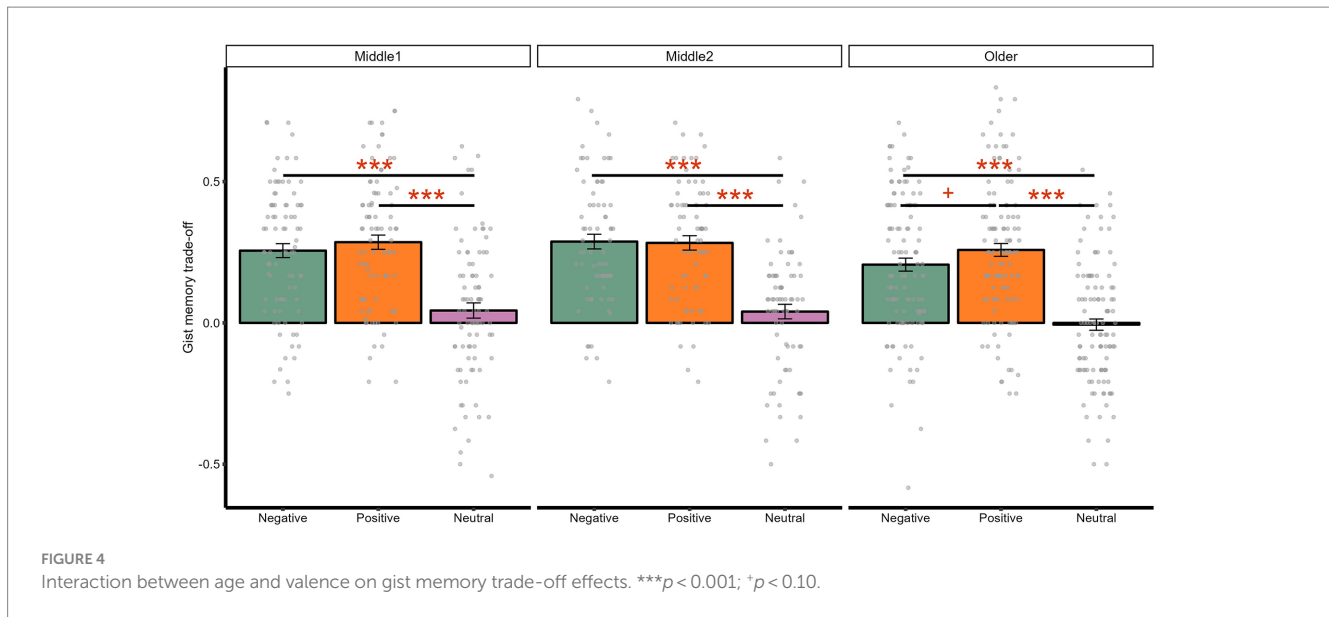 Middle1 Middle2 Older
*** *** ***
*** *** + ***
0.5
0.0
-0.5
Gist memory trade-off
Negative Positive Neutral Negative Positive Neutral Negative Positive Neutral
FIGURE 4
Interaction between age and valence on gist memory trade-off effects. ***p < 0.001; +p < 0.10.